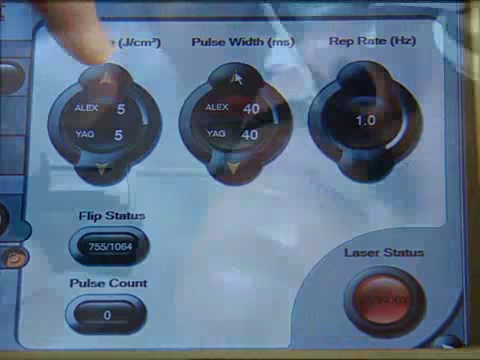 (J/cm²)
Pulse Width (ms)
Rep Rate (Hz)
ALEX 5
YAG 5
ALEX 40
YAG 40
1.0
Flip Status
755/1064
Pulse Count
0
Laser Status